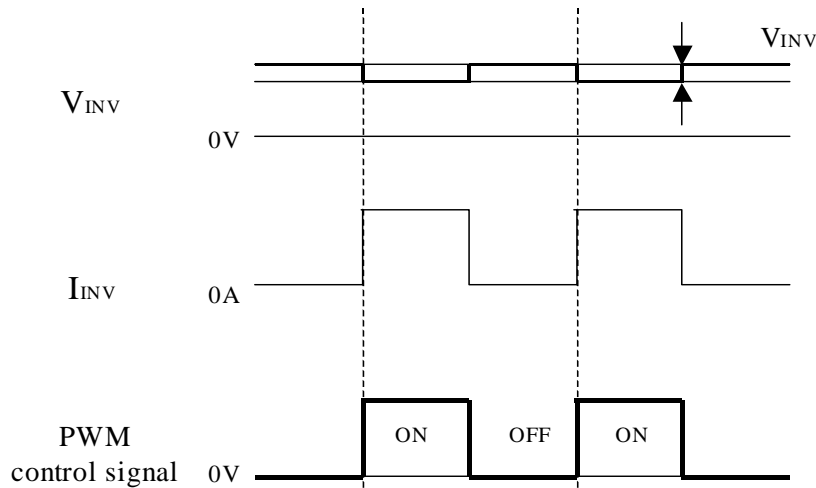 VINV
VINV
0V
IINV
0A
ON
OFF
ON
PWM
control signal
0V